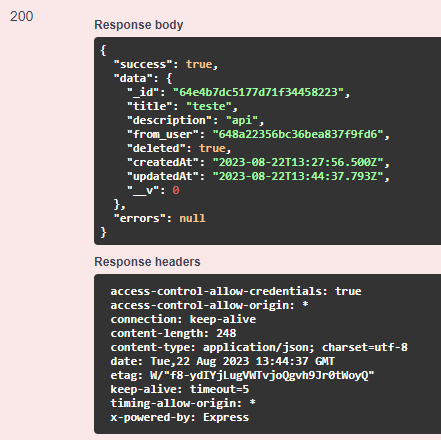 200
Response body
{
  "success": true,
  "data": {
    "_id": "64e4b7dc5177d71f34458223",
    "title": "teste",
    "description": "api",
    "from_user": "648a22356bc36bea837f9fd6",
    "deleted": true,
    "createdAt": "2023-08-22T13:27:56.500Z",
    "updatedAt": "2023-08-22T13:44:37.793Z",
    "__v": 0
  },
  "errors": null
}
Response headers
access-control-allow-credentials: true
access-control-allow-origin: *
connection: keep-alive
content-length: 248
content-type: application/json; charset=utf-8
date: Tue,22 Aug 2023 13:44:37 GMT
etag: W/"f8-ydIYjLugVWTvjoQgvh9Jr0tWoyQ"
keep-alive: timeout=5
timing-allow-origin: *
x-powered-by: Express